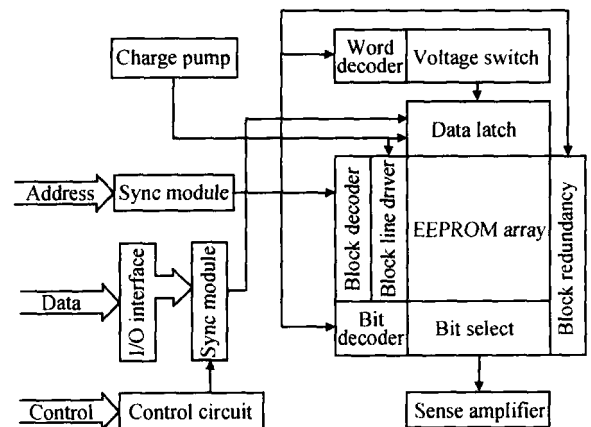 Charge pump
Word
decoder
Voltage switch
Data latch
Address
Sync module
Block decoder
Block line driver
EEPROM array
Block redundancy
Data
I/O interface
Sync module
Bit
decoder
Bit select
Control
Control circuit
Sense amplifier